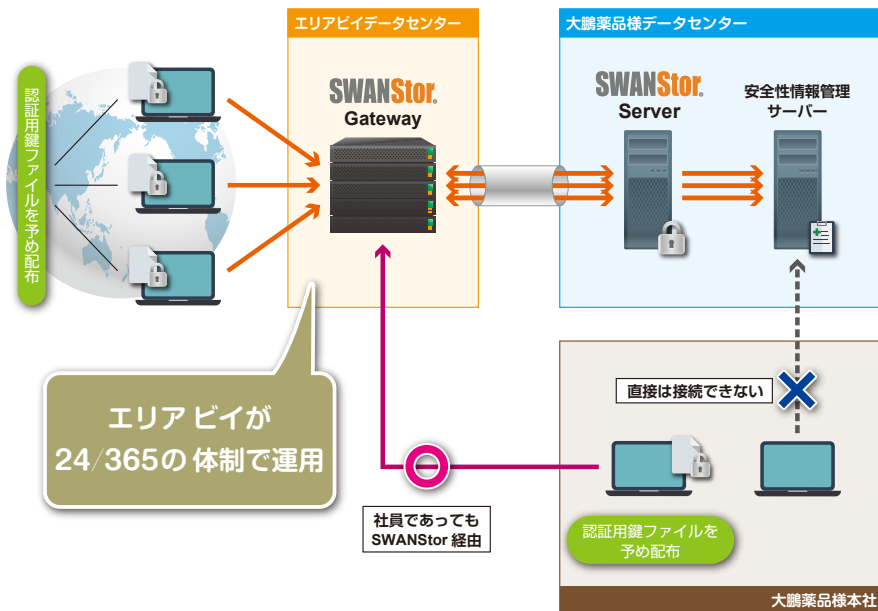 エリアビイデータセンター
大鵬薬品様データセンター
認証用鍵ファイルを予め配布
SWANStor®
Gateway
SWANStor®
Server
安全性情報管理
サーバー
エリア ビイが
24/365の 体制で運用
直接は接続できない
社員であっても
SWANStor 経由
認証用鍵ファイルを
予め配布
大鵬薬品様本社